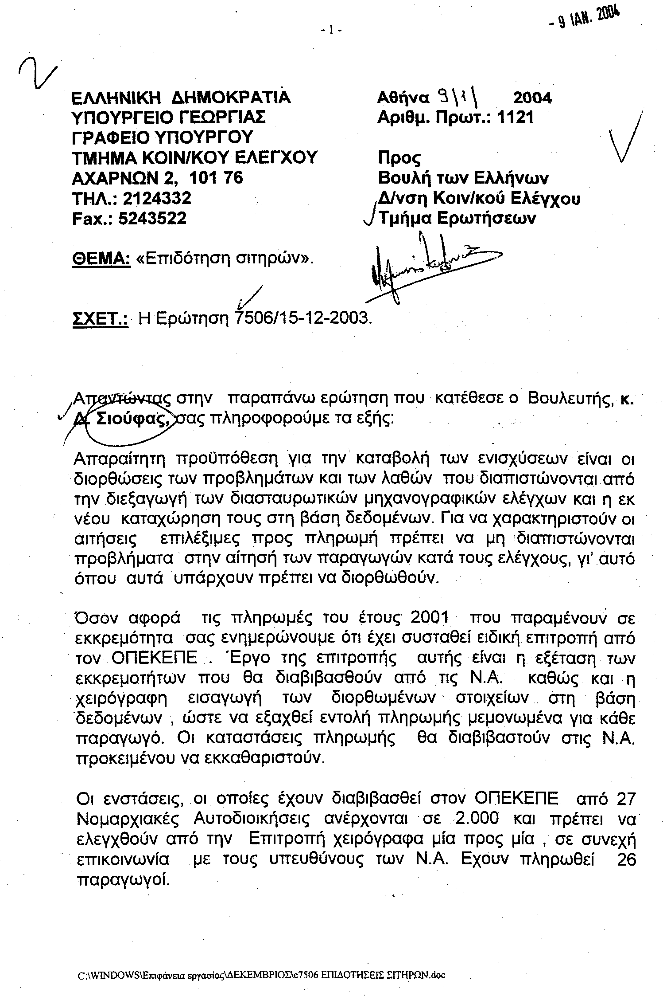 - 9 ΙΑΝ. 2004
- 1 -
ΕΛΛΗΝΙΚΗ ΔΗΜΟΚΡΑΤΙΑ
ΥΠΟΥΡΓΕΙΟ ΓΕΩΡΓΙΑΣ
ΓΡΑΦΕΙΟ ΥΠΟΥΡΓΟΥ
ΤΜΗΜΑ ΚΟΙΝ/ΚΟΥ ΕΛΕΓΧΟΥ
ΑΧΑΡΝΩΝ 2, 101 76
ΤΗΛ.: 2124332
Fax.: 5243522
Αθήνα 9\1\ 2004
Αριθμ. Πρωτ.: 1121
Προς
Βουλή των Ελλήνων
Δ/νση Κοιν/κού Ελέγχου
Τμήμα Ερωτήσεων
ΘΕΜΑ: «Επιδότηση σιτηρών».
ΣΧΕΤ.: Η Ερώτηση 7506/15-12-2003.
Απαντώντας στην παραπάνω ερώτηση που κατέθεσε ο Βουλευτής, κ.
Δ. Σιούφας, σας πληροφορούμε τα εξής:
Απαραίτητη προϋπόθεση για την καταβολή των ενισχύσεων είναι οι
διορθώσεις των προβλημάτων και των λαθών που διαπιστώνονται από
την διεξαγωγή των διασταυρωτικών μηχανογραφικών ελέγχων και η εκ
νέου καταχώρηση τους στη βάση δεδομένων. Για να χαρακτηριστούν οι
αιτήσεις επιλέξιμες προς πληρωμή πρέπει να μη διαπιστώνονται
προβλήματα στην αίτησή των παραγωγών κατά τους ελέγχους, γι' αυτό
όπου αυτά υπάρχουν πρέπει να διορθωθούν.
Όσον αφορά τις πληρωμές του έτους 2001 που παραμένουν σε
εκκρεμότητα σας ενημερώνουμε ότι έχει συσταθεί ειδική επιτροπή από
τον ΟΠΕΚΕΠΕ . Έργο της επιτροπής αυτής είναι η εξέταση των
εκκρεμοτήτων που θα διαβιβασθούν από τις Ν.Α. καθώς και η
χειρόγραφη εισαγωγή των διορθωμένων στοιχείων στη βάση
δεδομένων , ώστε να εξαχθεί εντολή πληρωμής μεμονωμένα για κάθε
παραγωγό. Οι καταστάσεις πληρωμής θα διαβιβαστούν στις Ν.Α.
προκειμένου να εκκαθαριστούν.
Οι ενστάσεις, οι οποίες έχουν διαβιβασθεί στον ΟΠΕΚΕΠΕ από 27
Νομαρχιακές Αυτοδιοικήσεις ανέρχονται σε 2.000 και πρέπει να
ελεγχθούν από την Επιτροπή χειρόγραφα μία προς μία , σε συνεχή
επικοινωνία με τους υπευθύνους των Ν.Α. Εχουν πληρωθεί 26
παραγωγοί.
C:\WINDOWS\Επιφάνεια εργασίας\ΔΕΚΕΜΒΡΙΟΣ\e7506 ΕΠΙΔΟΤΗΣΕΙΣ ΣΙΤΗΡΩΝ.doc